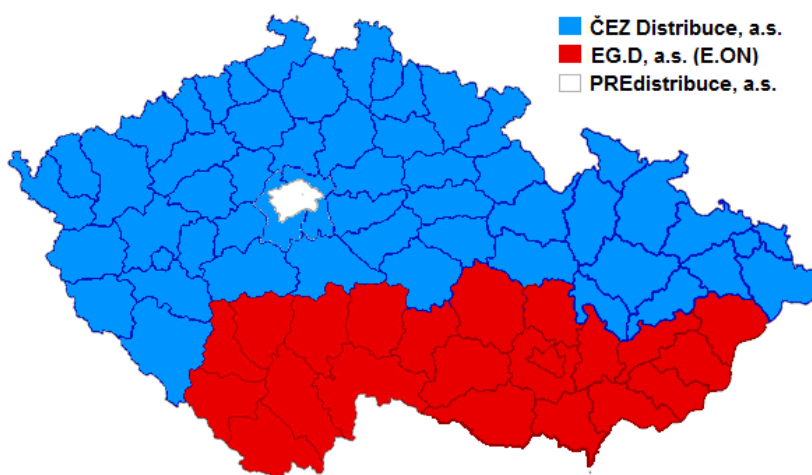 ČEZ Distribuce, a.s.
EG.D, a.s. (E.ON)
PREdistribuce, a.s.